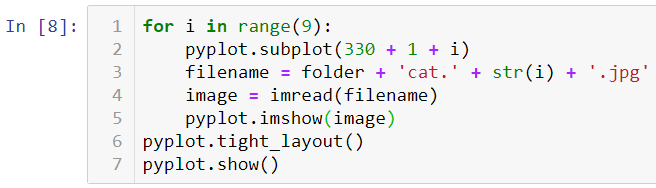 In [8]:
1 for i in range(9):
2     pyplot.subplot(330 + 1 + i)
3     filename = folder + 'cat.' + str(i) + '.jpg'
4     image = imread(filename)
5     pyplot.imshow(image)
6 pyplot.tight_layout()
7 pyplot.show()